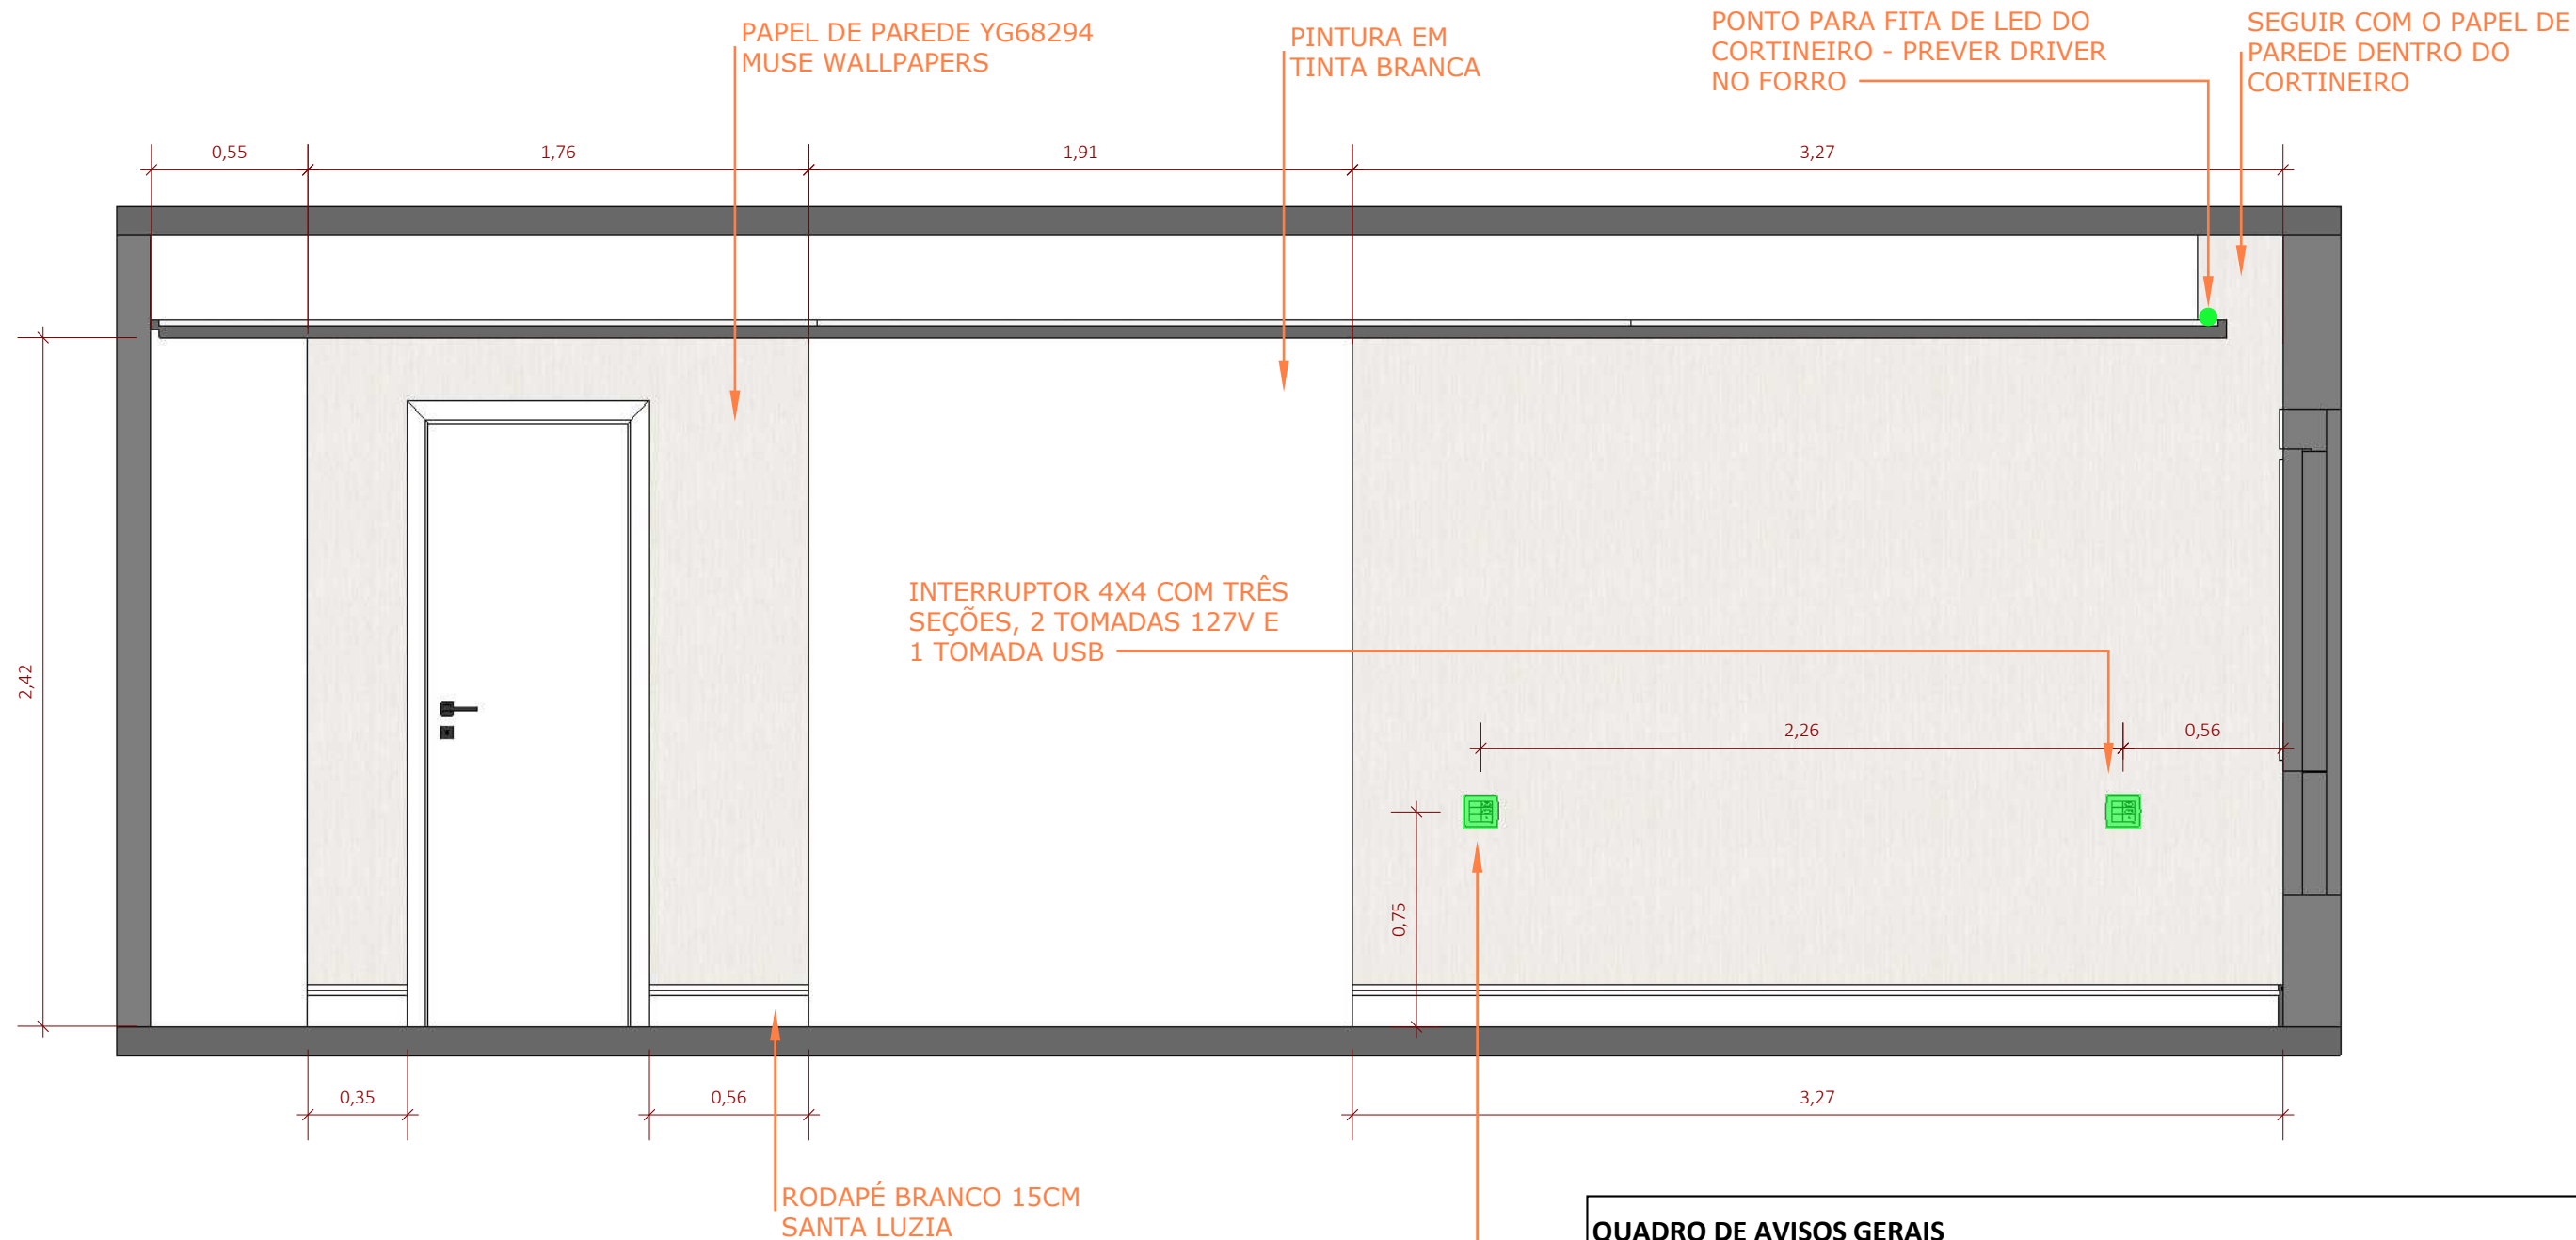 PAPEL DE PAREDE YG68294
MUSE WALLPAPERS
PINTURA EM
TINTA BRANCA
PONTO PARA FITA DE LED DO
CORTINEIRO - PREVER DRIVER
NO FORRO
SEGUIR COM O PAPEL DE
PAREDE DENTRO DO
CORTINEIRO
0,55
1,76
1,91
3,27
INTERRUPTOR 4X4 COM TRÊS
SEÇÕES, 2 TOMADAS 127V E
1 TOMADA USB
2,42
2,26
0,56
0,75
0,35
0,56
3,27
RODAPÉ BRANCO 15CM
SANTA LUZIA
QUADRO DE AVISOS GERAIS